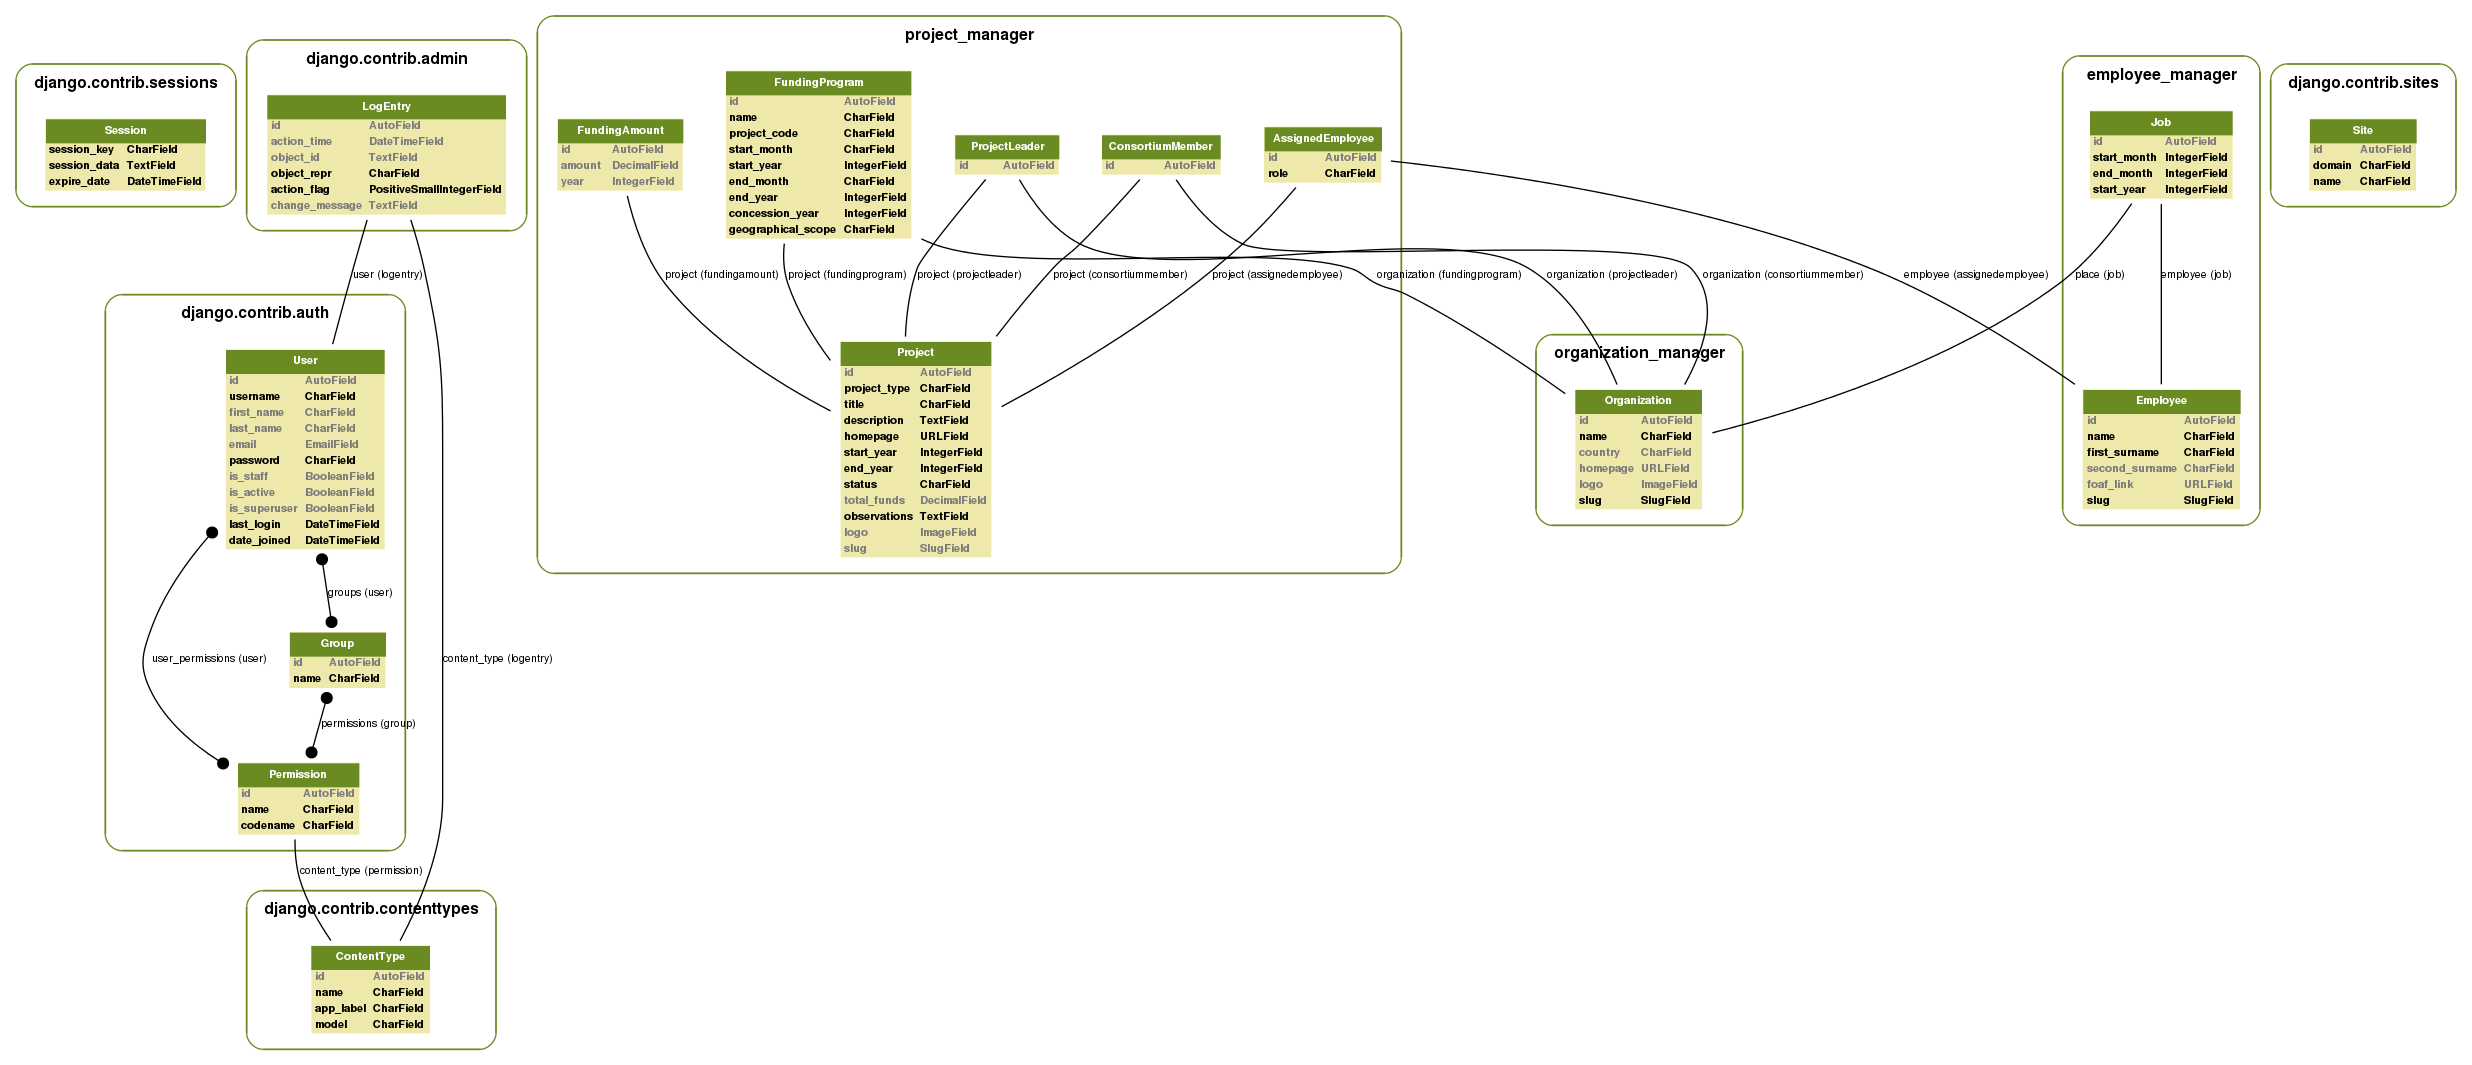 django.contrib.sessions
Session
session_key CharField
session_data TextField
expire_date DateTimeField
django.contrib.admin
LogEntry
id AutoField
action_time DateTimeField
object_id TextField
object_repr CharField
action_flag PositiveSmallIntegerField
change_message TextField
project_manager
FundingAmount
id AutoField
amount DecimalField
year IntegerField
FundingProgram
id AutoField
name CharField
project_code CharField
start_month CharField
start_year IntegerField
end_month CharField
end_year IntegerField
concession_year IntegerField
geographical_scope CharField
ProjectLeader
id AutoField
ConsortiumMember
id AutoField
AssignedEmployee
id AutoField
role CharField
employee_manager
Job
id AutoField
start_month IntegerField
end_month IntegerField
start_year IntegerField
django.contrib.sites
Site
id AutoField
domain CharField
name CharField
user (logentry)
project (fundingamount)
project (fundingprogram)
project (projectleader)
project (consortiummember)
project (assignedemployee)
organization (fundingprogram)
organization (projectleader)
organization (consortiummember)
employee (assignedemployee)
place (job)
employee (job)
django.contrib.auth
User
id AutoField
username CharField
first_name CharField
last_name CharField
email EmailField
password CharField
is_staff BooleanField
is_active BooleanField
is_superuser BooleanField
last_login DateTimeField
date_joined DateTimeField
Project
id AutoField
project_type CharField
title CharField
description TextField
homepage URLField
start_year IntegerField
end_year IntegerField
status CharField
total_funds DecimalField
observations TextField
logo ImageField
slug SlugField
organization_manager
Organization
id AutoField
name CharField
country CharField
homepage URLField
logo ImageField
slug SlugField
Employee
id AutoField
name CharField
first_surname CharField
second_surname CharField
foaf_link URLField
slug SlugField
groups (user)
Group
id AutoField
name CharField
user_permissions (user)
content_type (logentry)
permissions (group)
Permission
id AutoField
name CharField
codename CharField
content_type (permission)
django.contrib.contenttypes
ContentType
id AutoField
name CharField
app_label CharField
model CharField